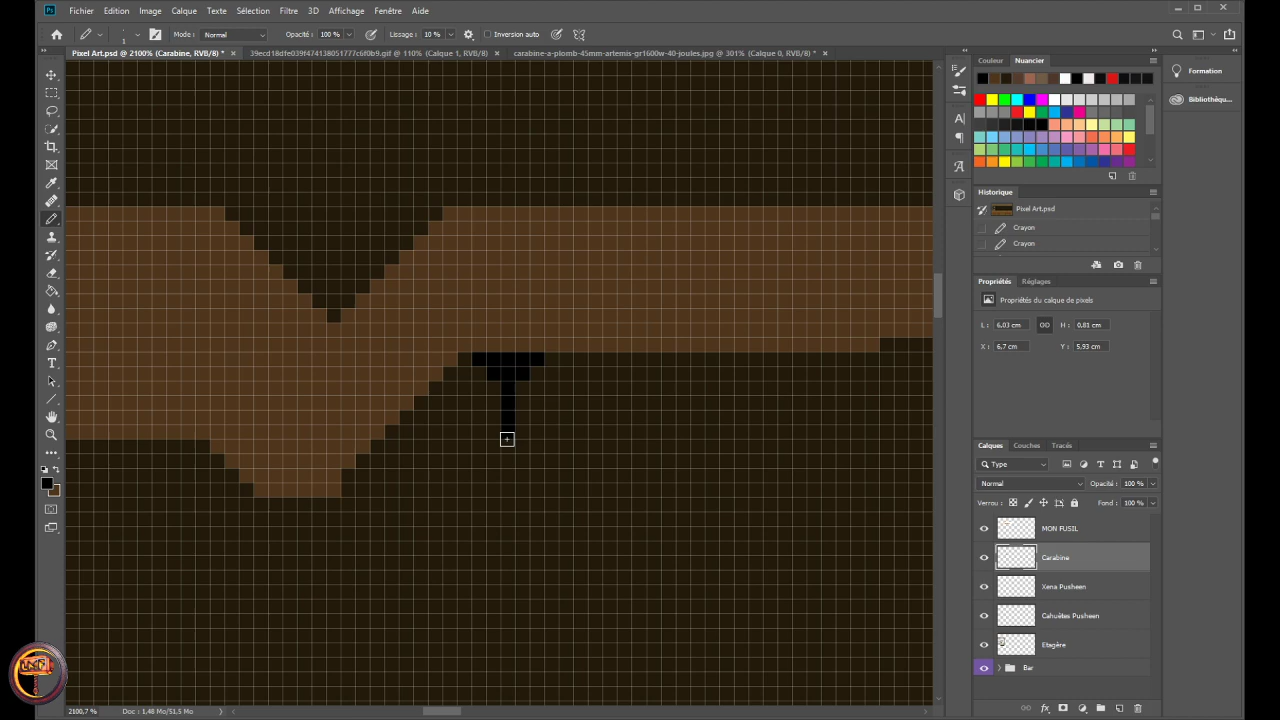 Ps Fichier Edition Image Calque Texte Sélection Filtre 3D Affichage Fenêtre Aide
1 Mode : Normal Opacité : 100 % Lissage : 10 % Inversion auto
Pixel Art.psd @ 2100% (Carabine, RVB/8) * 39ecd18dfe039f474138051777c6f0b9.gif @ 110% (Calque 1, RVB/8) carabine-a-plomb-45mm-artemis-gr1600w-40-joules.jpg @ 301% (Calque 0, RVB/8) *
Couleur Nuancier
Formation
Bibliothèqu...
Historique
Pixel Art.psd
Crayon
Crayon
Propriétés Réglages
Propriétés du calque de pixels
L : 6,03 cm H : 0,81 cm
X : 6,7 cm Y : 5,93 cm
Calques Couches Tracés
Type
Normal Opacité : 100 %
Verrou : Fond : 100 %
MON FUSIL
Carabine
Xena Pusheen
Cahuètes Pusheen
Etagère
Bar
2100,7 % Doc : 1,48 Mo/51,5 Mo